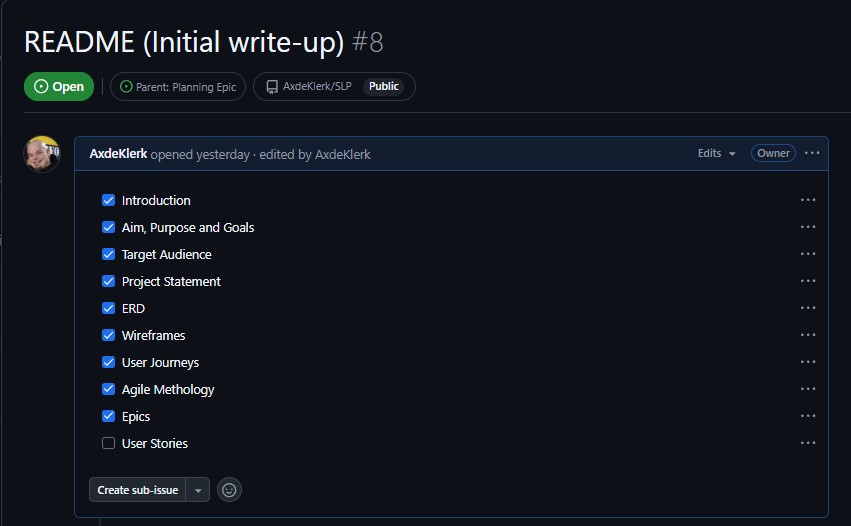 README (Initial write-up) #8
Open Parent: Planning Epic AxdeKlerk/SLP Public
AxdeKlerk opened yesterday · edited by AxdeKlerk Edits Owner
Introduction
Aim, Purpose and Goals
Target Audience
Project Statement
ERD
Wireframes
User Journeys
Agile Methology
Epics
User Stories
Create sub-issue